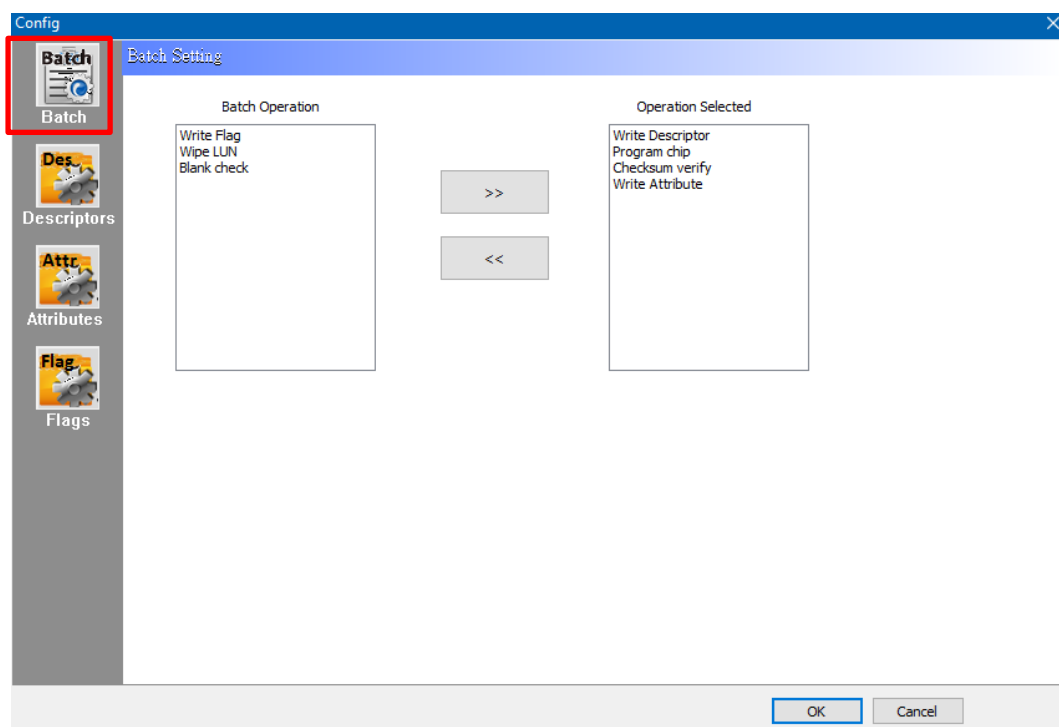 Config
Batch
Batch
Batch Setting
Batch Operation
Operation Selected
Write Flag
Wipe LUN
Blank check
>>
<<
Write Descriptor
Program chip
Checksum verify
Write Attribute
Des
Descriptors
Attr
Attributes
Flag
Flags
OK
Cancel